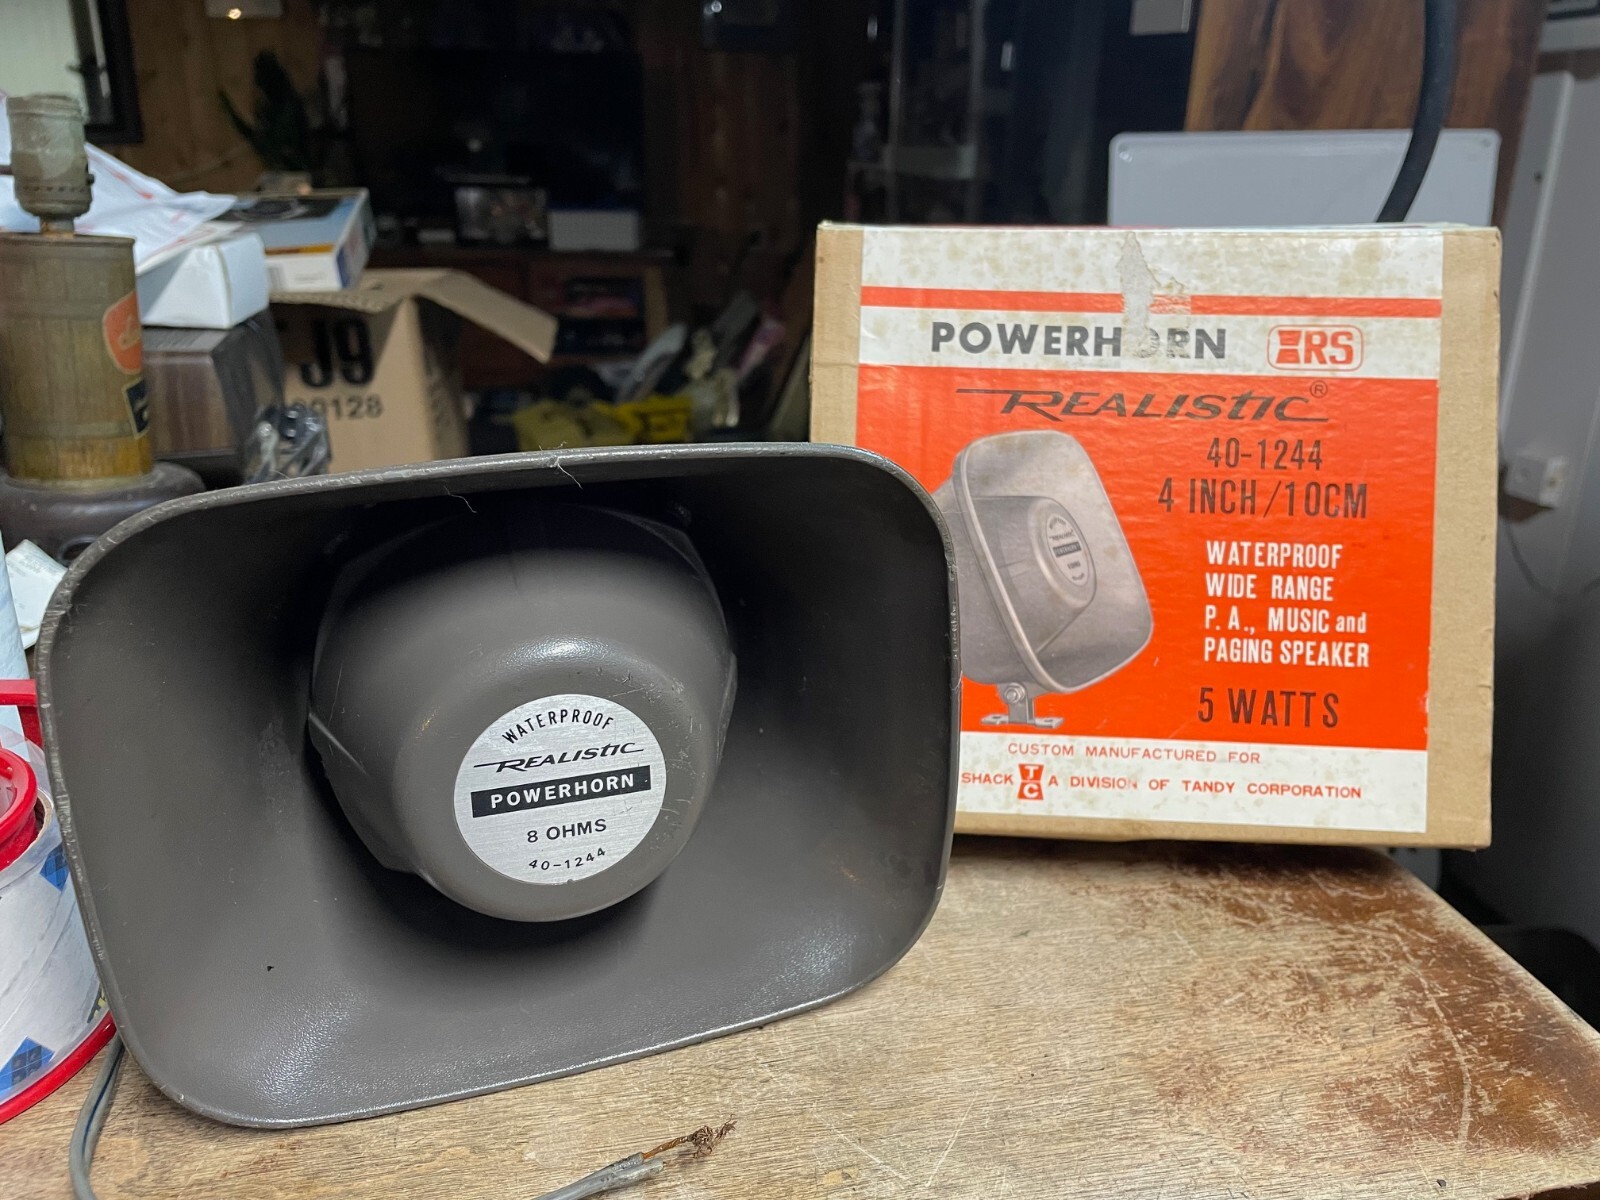 J9
00128
POWERHORN RS
REALISTIC®
40-1244
4 INCH/10CM
WATERPROOF
WIDE RANGE
P. A., MUSIC and
PAGING SPEAKER
5 WATTS
CUSTOM MANUFACTURED FOR
SHACK TC A DIVISION OF TANDY CORPORATION
WATERPROOF
REALISTIC
POWERHORN
8 OHMS
40-1244